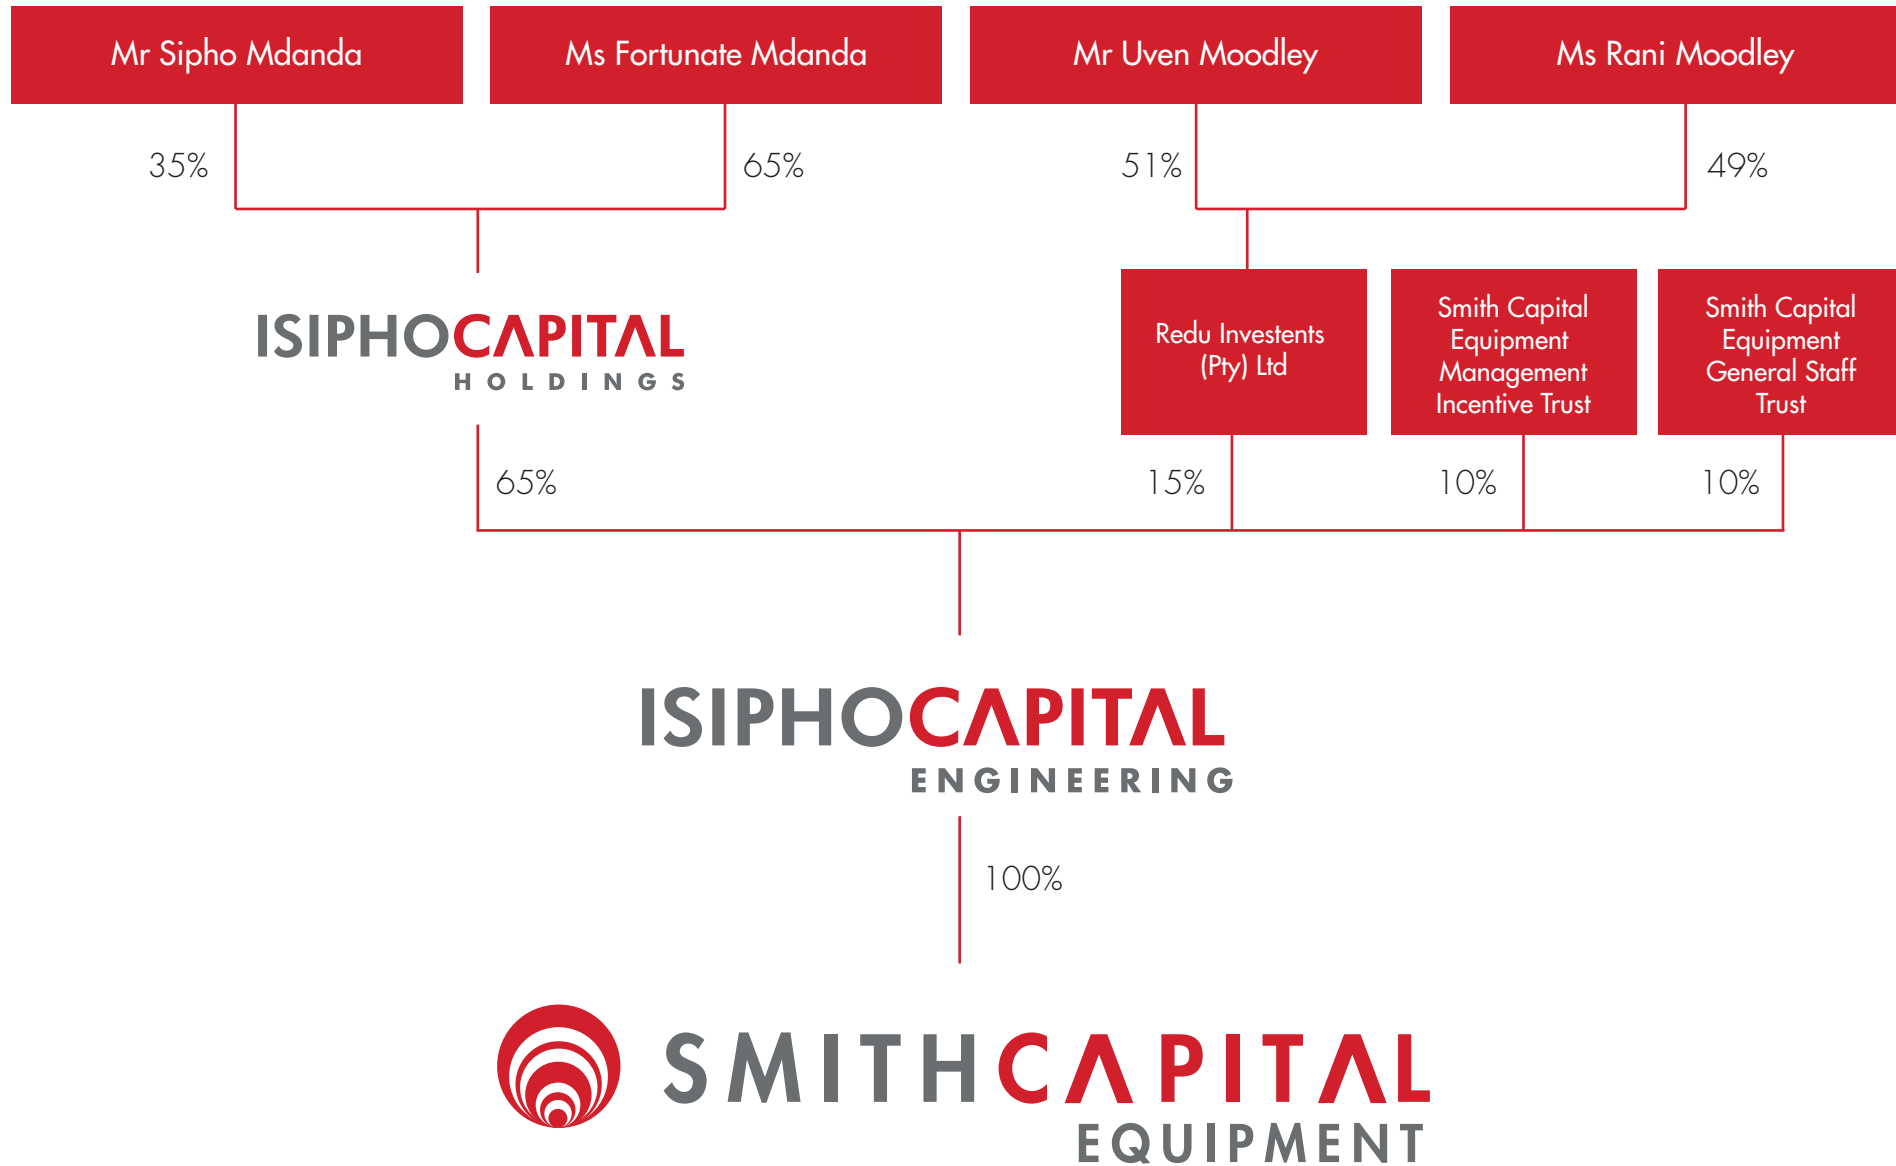 Mr Sipho Mdanda
Ms Fortunate Mdanda
Mr Uven Moodley
Ms Rani Moodley
35%
65%
51%
49%
ISIPHOCAPITAL
HOLDINGS
Redu Investents
(Pty) Ltd
Smith Capital
Equipment
Management
Incentive Trust
Smith Capital
Equipment
General Staff
Trust
65%
15%
10%
10%
ISIPHOCAPITAL
ENGINEERING
100%
SMITHCAPITAL
EQUIPMENT